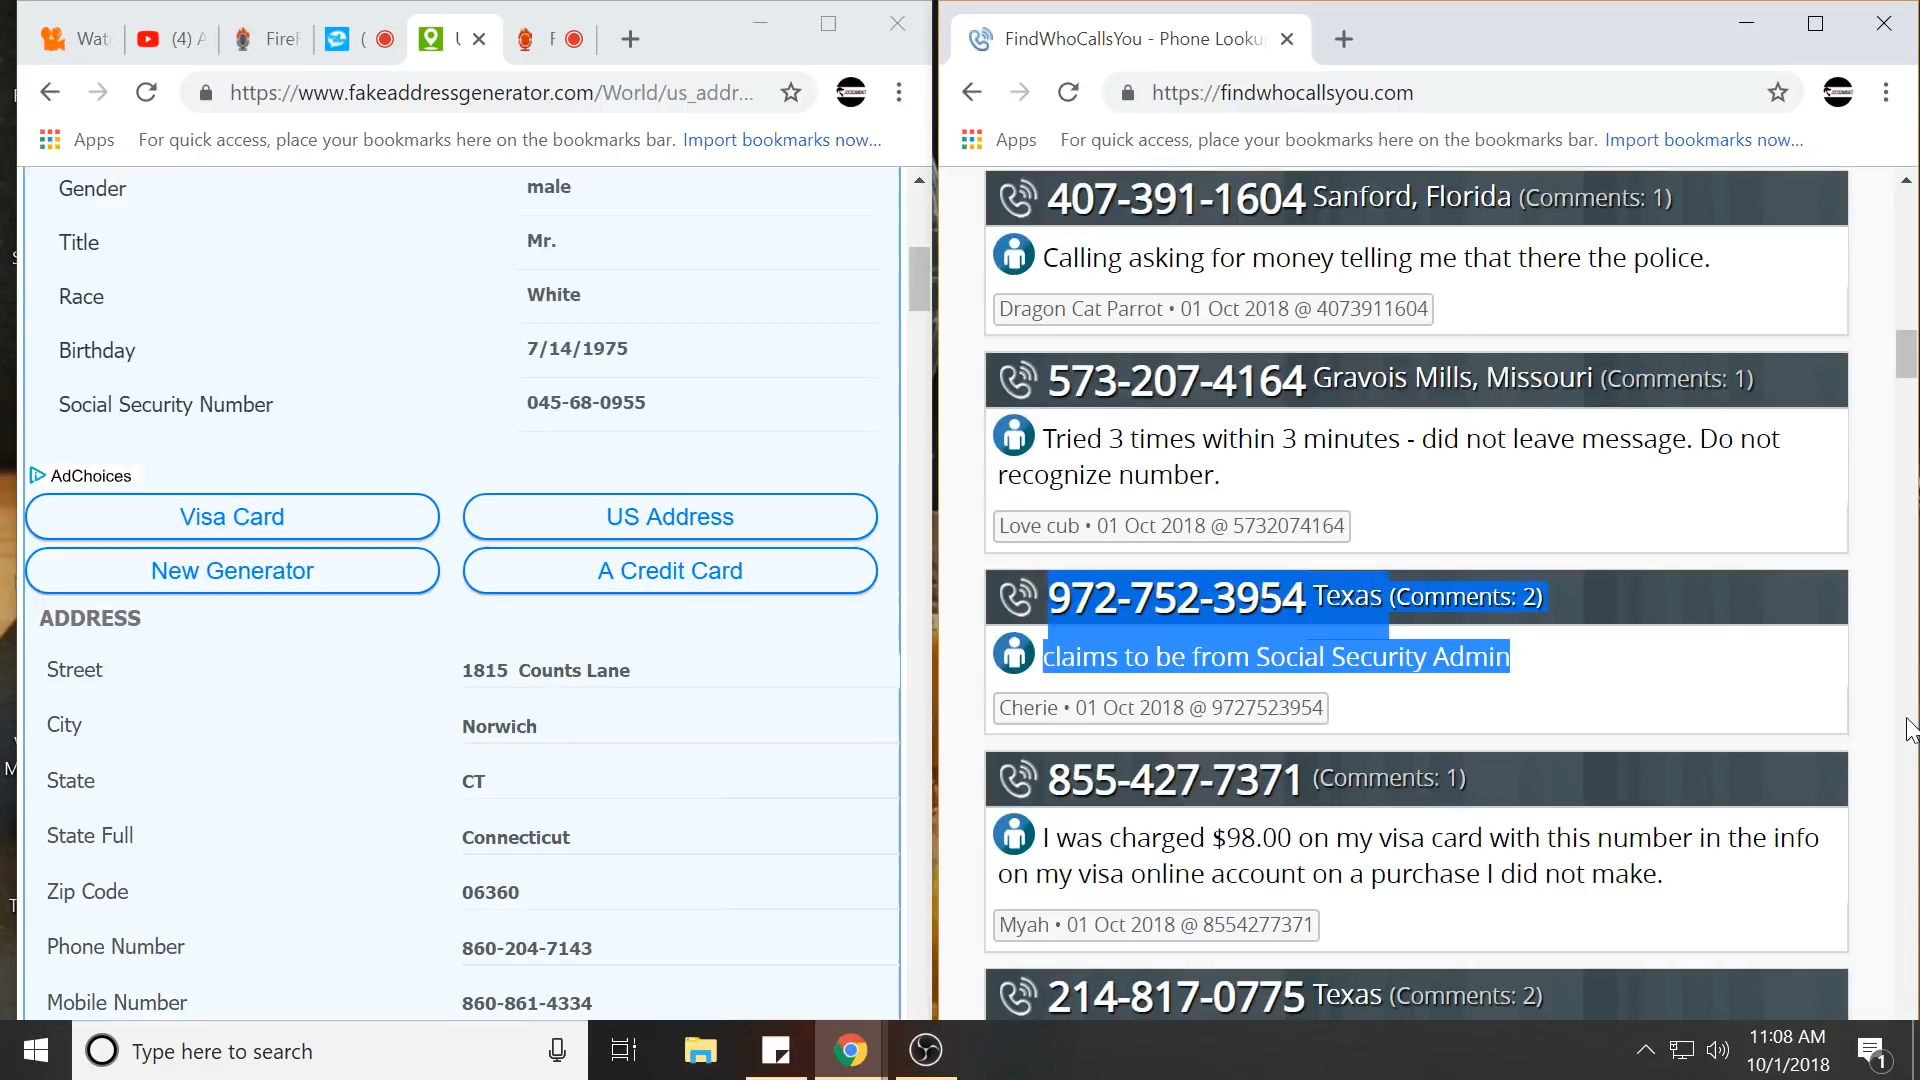 Wat
(4) A
FireF
(
U
F
https://www.fakeaddressgenerator.com/World/us_addr...
Apps
For quick access, place your bookmarks here on the bookmarks bar. Import bookmarks now...
Gender
male
Title
Mr.
Race
White
Birthday
7/14/1975
Social Security Number
045-68-0955
AdChoices
Visa Card
US Address
New Generator
A Credit Card
ADDRESS
Street
1815 Counts Lane
City
Norwich
State
CT
State Full
Connecticut
Zip Code
06360
Phone Number
860-204-7143
Mobile Number
860-861-4334
FindWhoCallsYou - Phone Looku
https://findwhocallsyou.com
Apps
For quick access, place your bookmarks here on the bookmarks bar. Import bookmarks now...
407-391-1604 Sanford, Florida (Comments: 1)
Calling asking for money telling me that there the police.
Dragon Cat Parrot • 01 Oct 2018 @ 4073911604
573-207-4164 Gravois Mills, Missouri (Comments: 1)
Tried 3 times within 3 minutes - did not leave message. Do not
recognize number.
Love cub • 01 Oct 2018 @ 5732074164
972-752-3954 Texas (Comments: 2)
claims to be from Social Security Admin
Cherie • 01 Oct 2018 @ 9727523954
855-427-7371 (Comments: 1)
I was charged $98.00 on my visa card with this number in the info
on my visa online account on a purchase I did not make.
Myah • 01 Oct 2018 @ 8554277371
214-817-0775 Texas (Comments: 2)
Type here to search
11:08 AM
10/1/2018
1